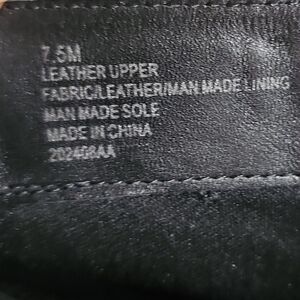 7.5M
LEATHER UPPER
FABRIC/LEATHER/MAN MADE LINING
MAN MADE SOLE
MADE IN CHINA
202408AA